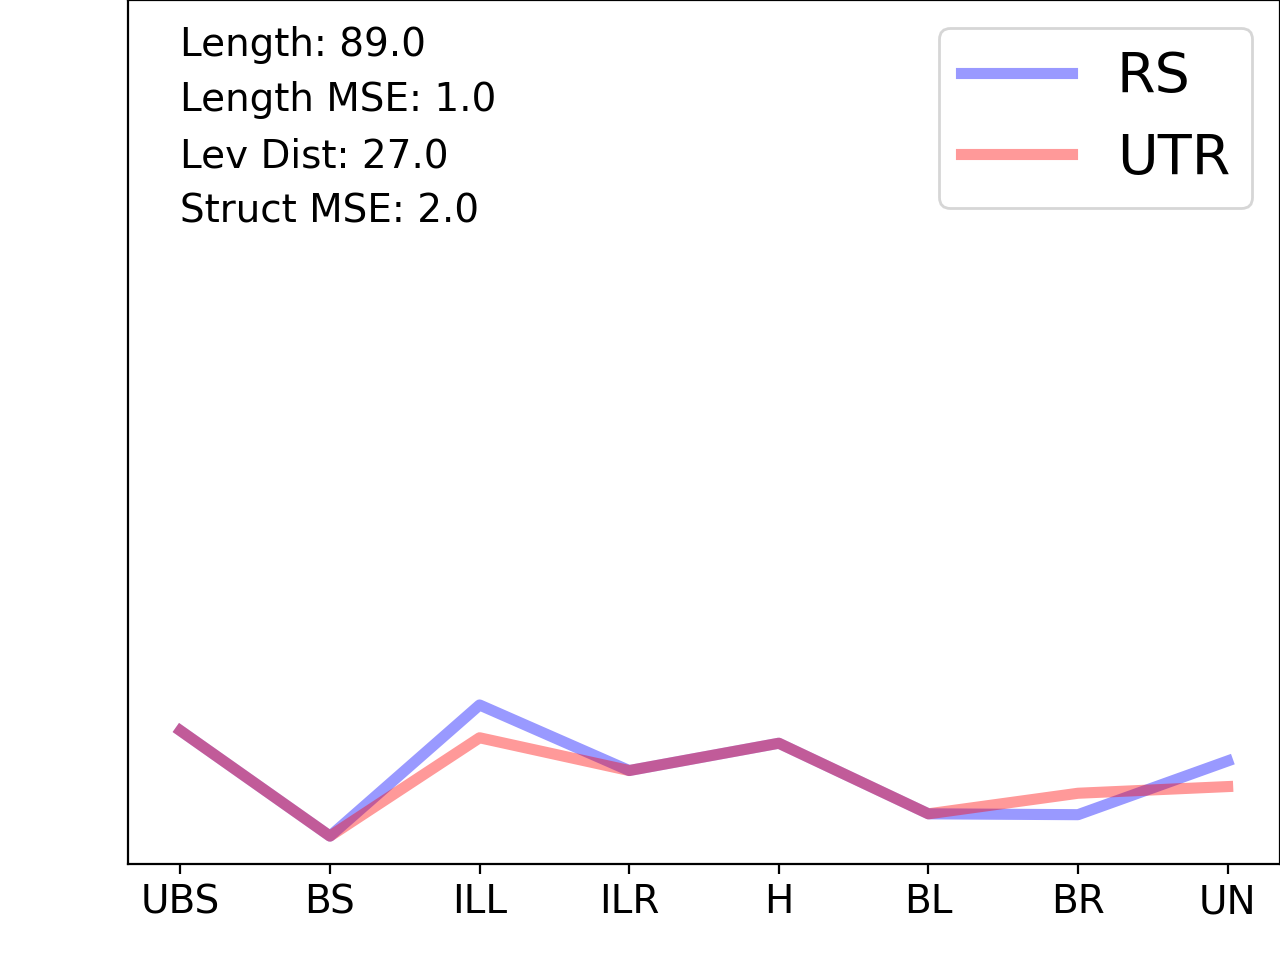 Length: 89.0
Length MSE: 1.0
Lev Dist: 27.0
Struct MSE: 2.0
RS
UTR
UBS BS ILL ILR H BL BR UN